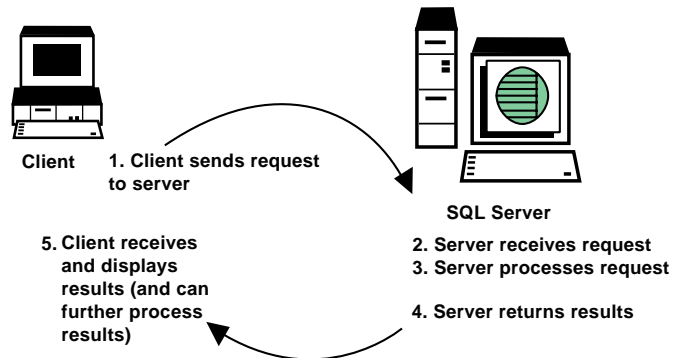 Client
1. Client sends request
to server
SQL Server
2. Server receives request
3. Server processes request
4. Server returns results
5. Client receives
and displays
results (and can
further process
results)